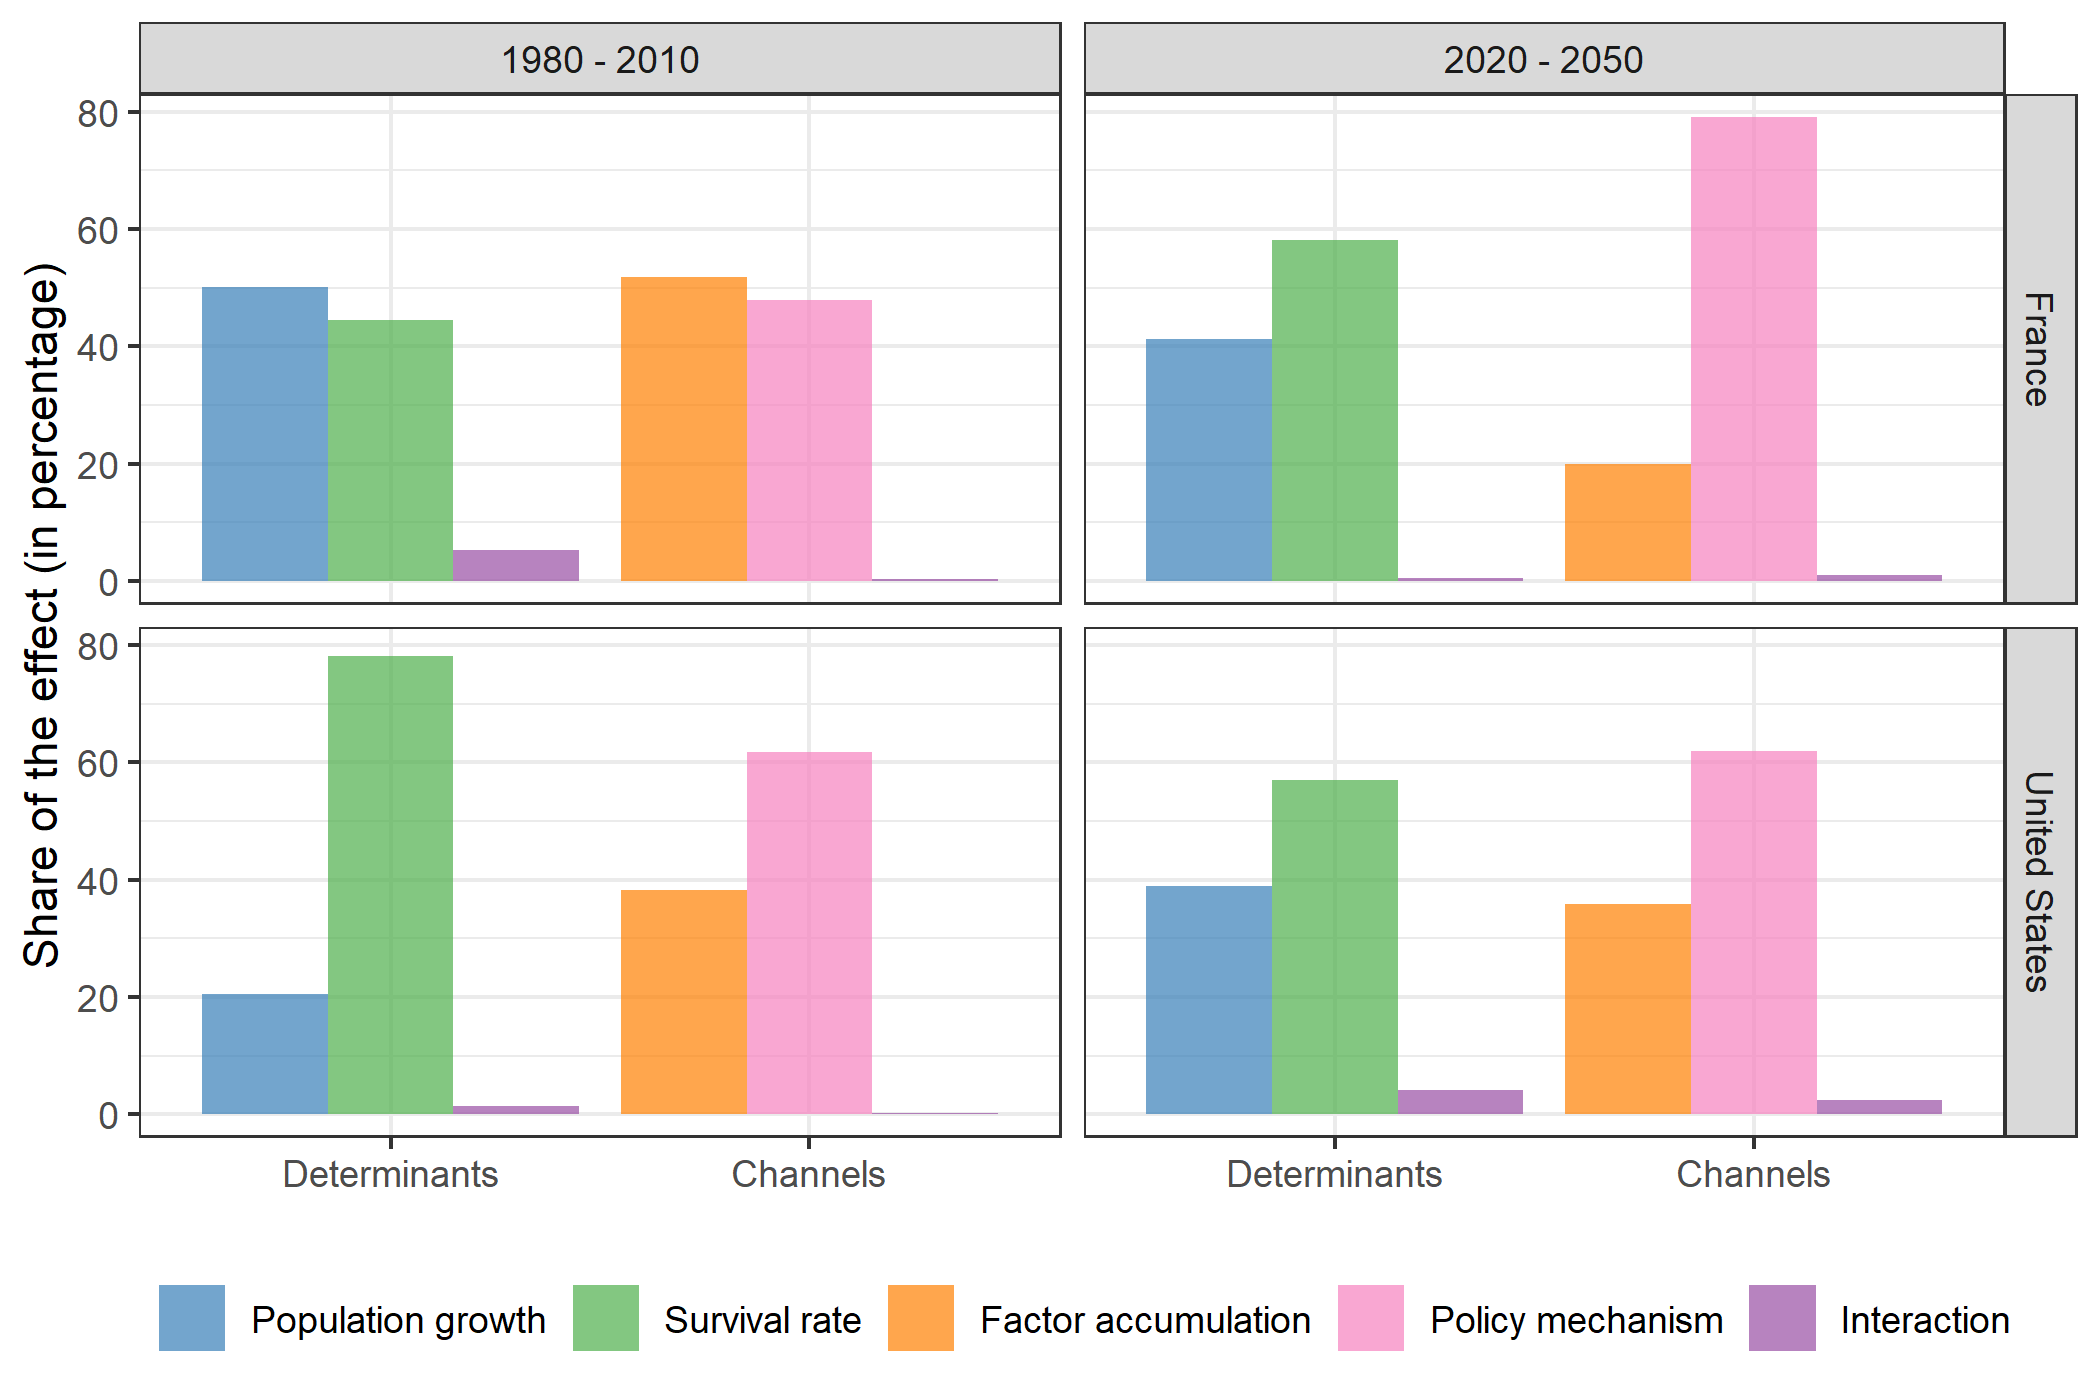 1980 - 2010
2020 - 2050
Share of the effect (in percentage)
80
60
40
20
0
France
80
60
40
20
0
United States
Determinants
Channels
Determinants
Channels
Population growth
Survival rate
Factor accumulation
Policy mechanism
Interaction